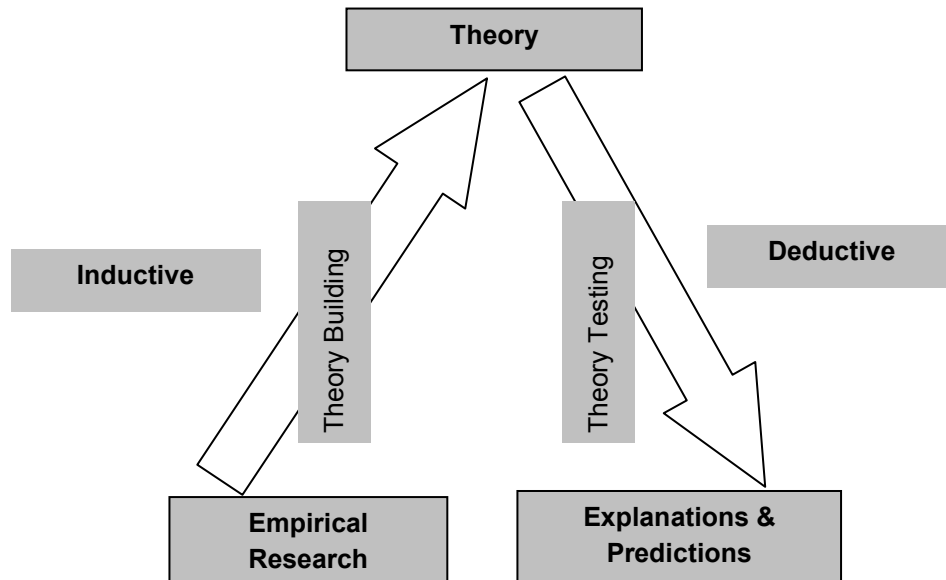 Theory
Inductive
Theory Building
Theory Testing
Deductive
Empirical
Research
Explanations &
Predictions